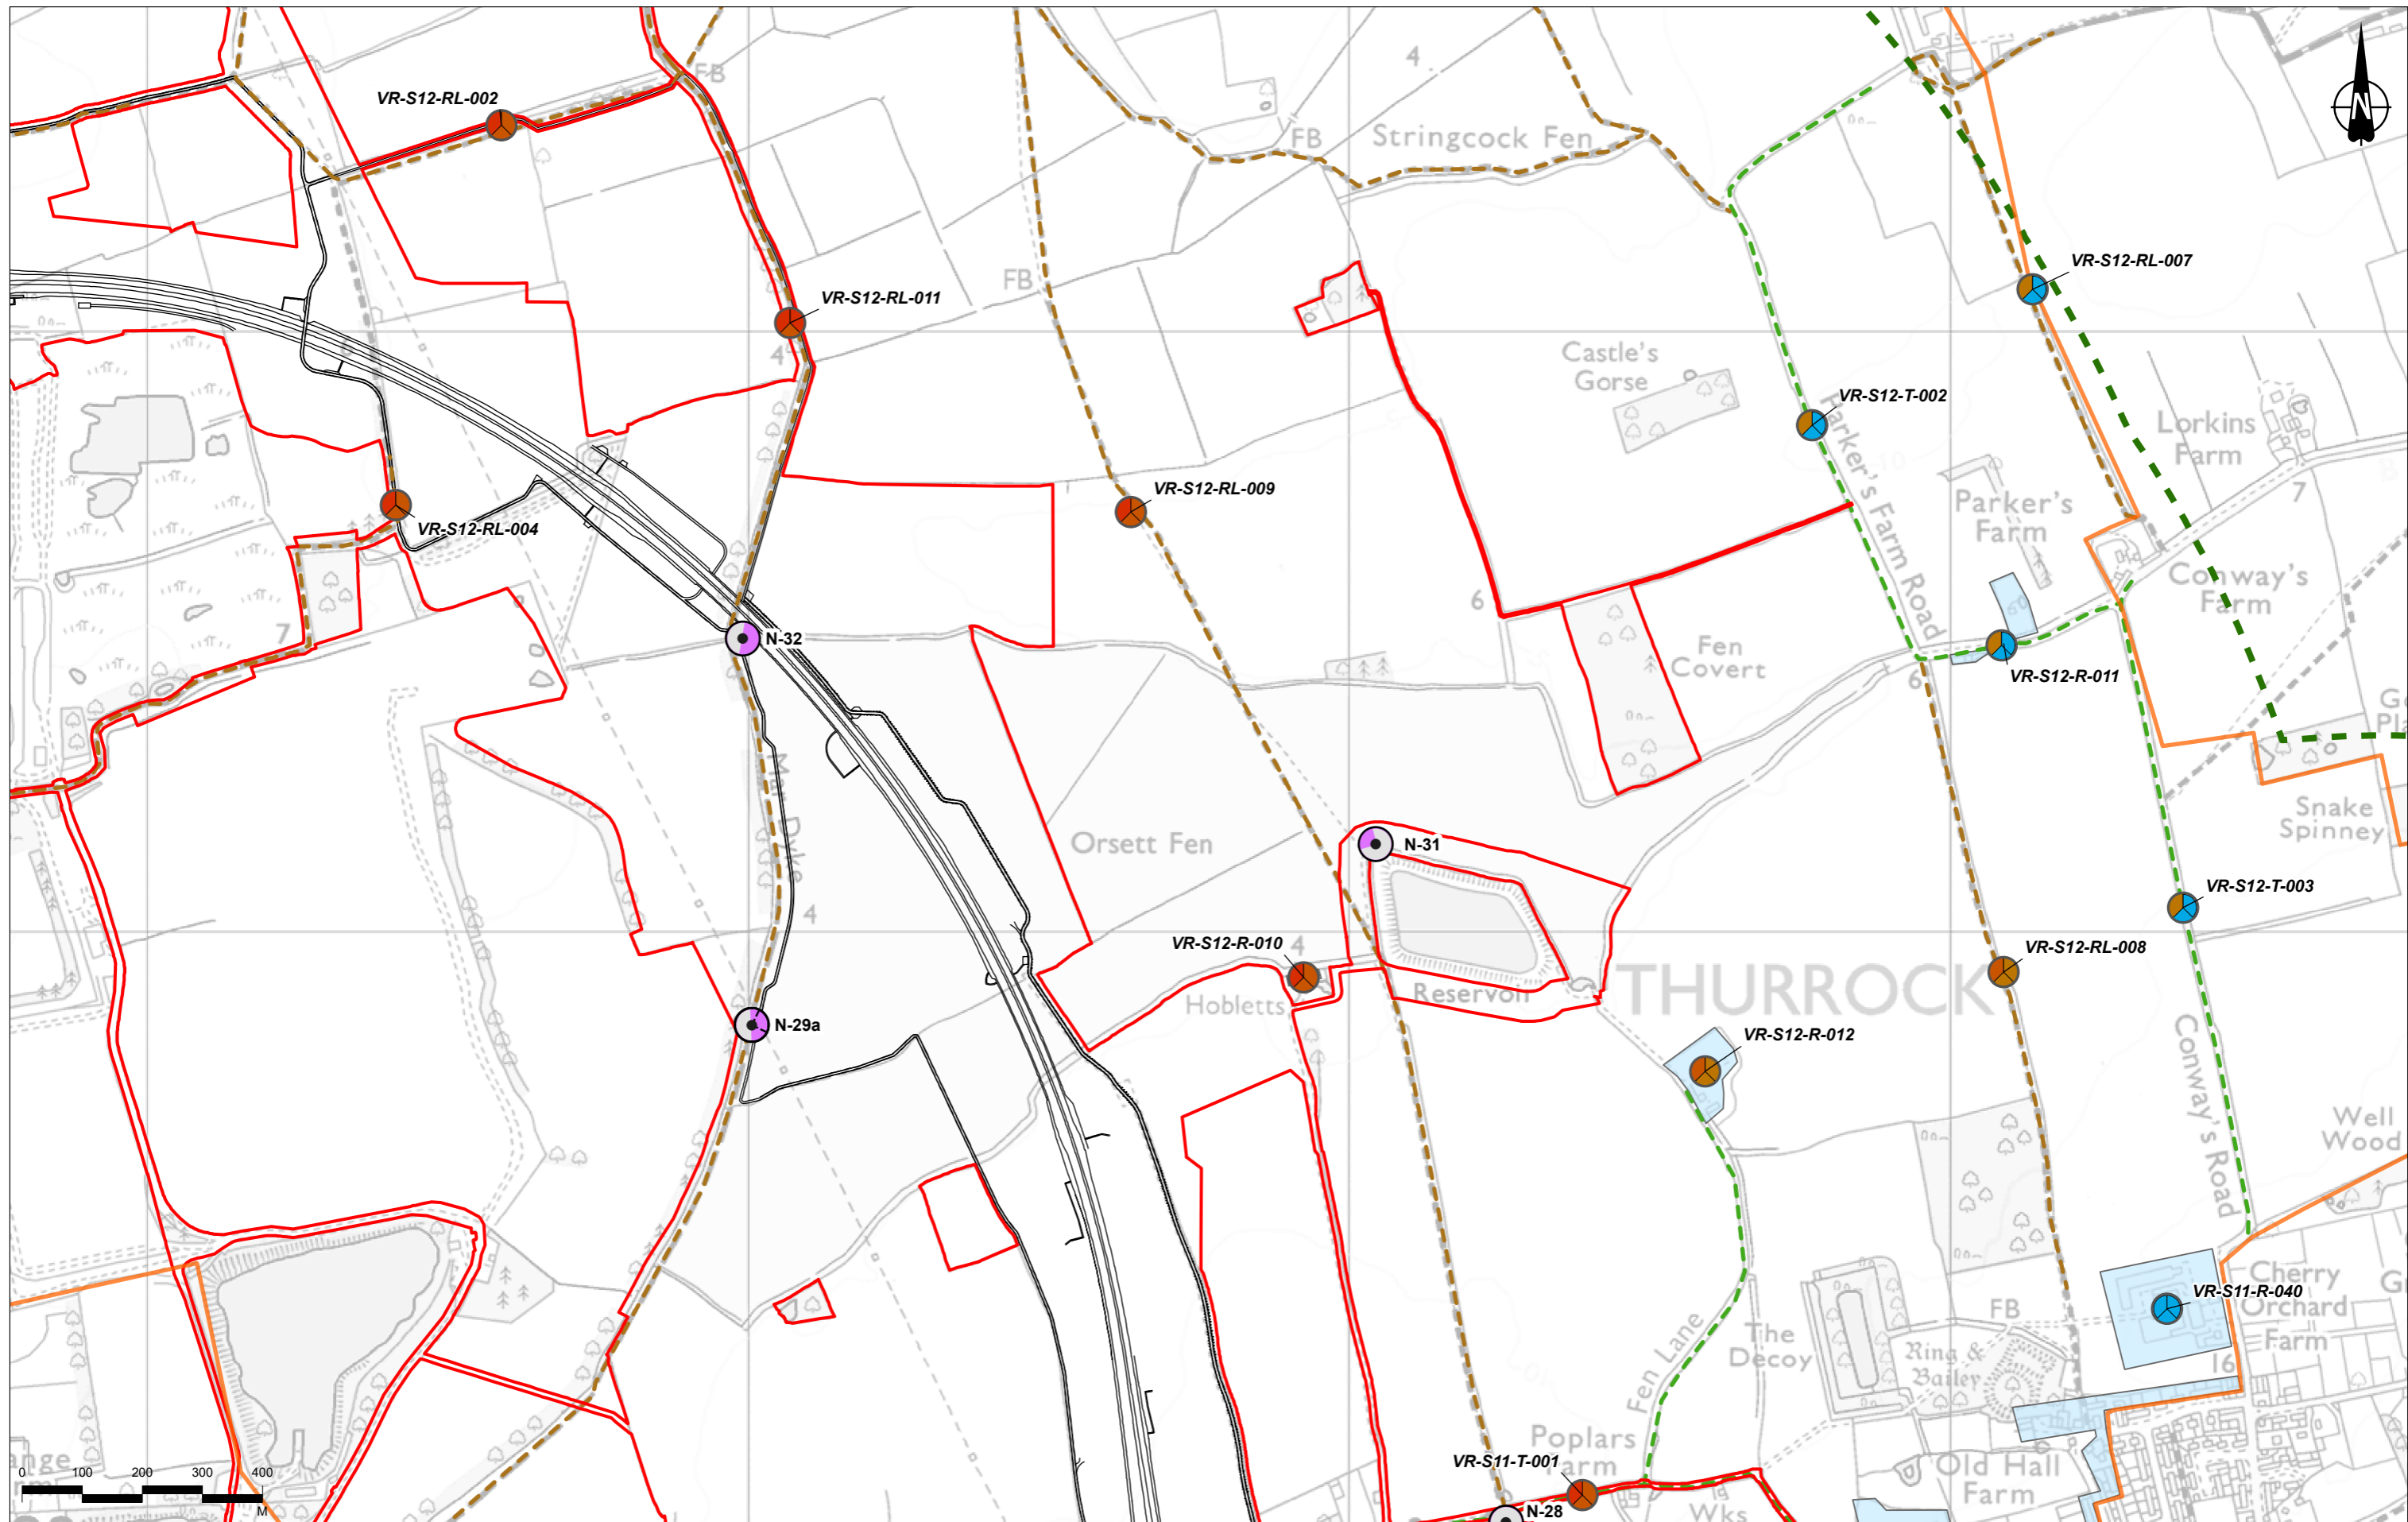 FB
4
N
VR-S12-RL-002
FB
Stringcock Fen
VR-S12-RL-007
FB
VR-S12-RL-011
4
Castle's
Gorse
VR-S12-T-002
Lorkins
Farm
7
Parker's Farm Road
Parker's
Farm
VR-S12-RL-009
VR-S12-RL-004
Conway's
Farm
6
7
N-32
Fen
Covert
6
VR-S12-R-011
Mar Dyke
Snake
Spinney
Orsett Fen
N-31
4
VR-S12-T-003
VR-S12-R-010
4
VR-S12-RL-008
Hobletts
Reservoir
THURROCK
N-29a
VR-S12-R-012
Conway's Road
Well
Wood
FB
VR-S11-R-040
Cherry
Orchard
Farm
Fen Lane
The
Decoy
Ring &
Bailey
16
Poplars
Farm
VR-S11-T-001
Old Hall
Farm
N-28
Wks
0 100 200 300 400
M